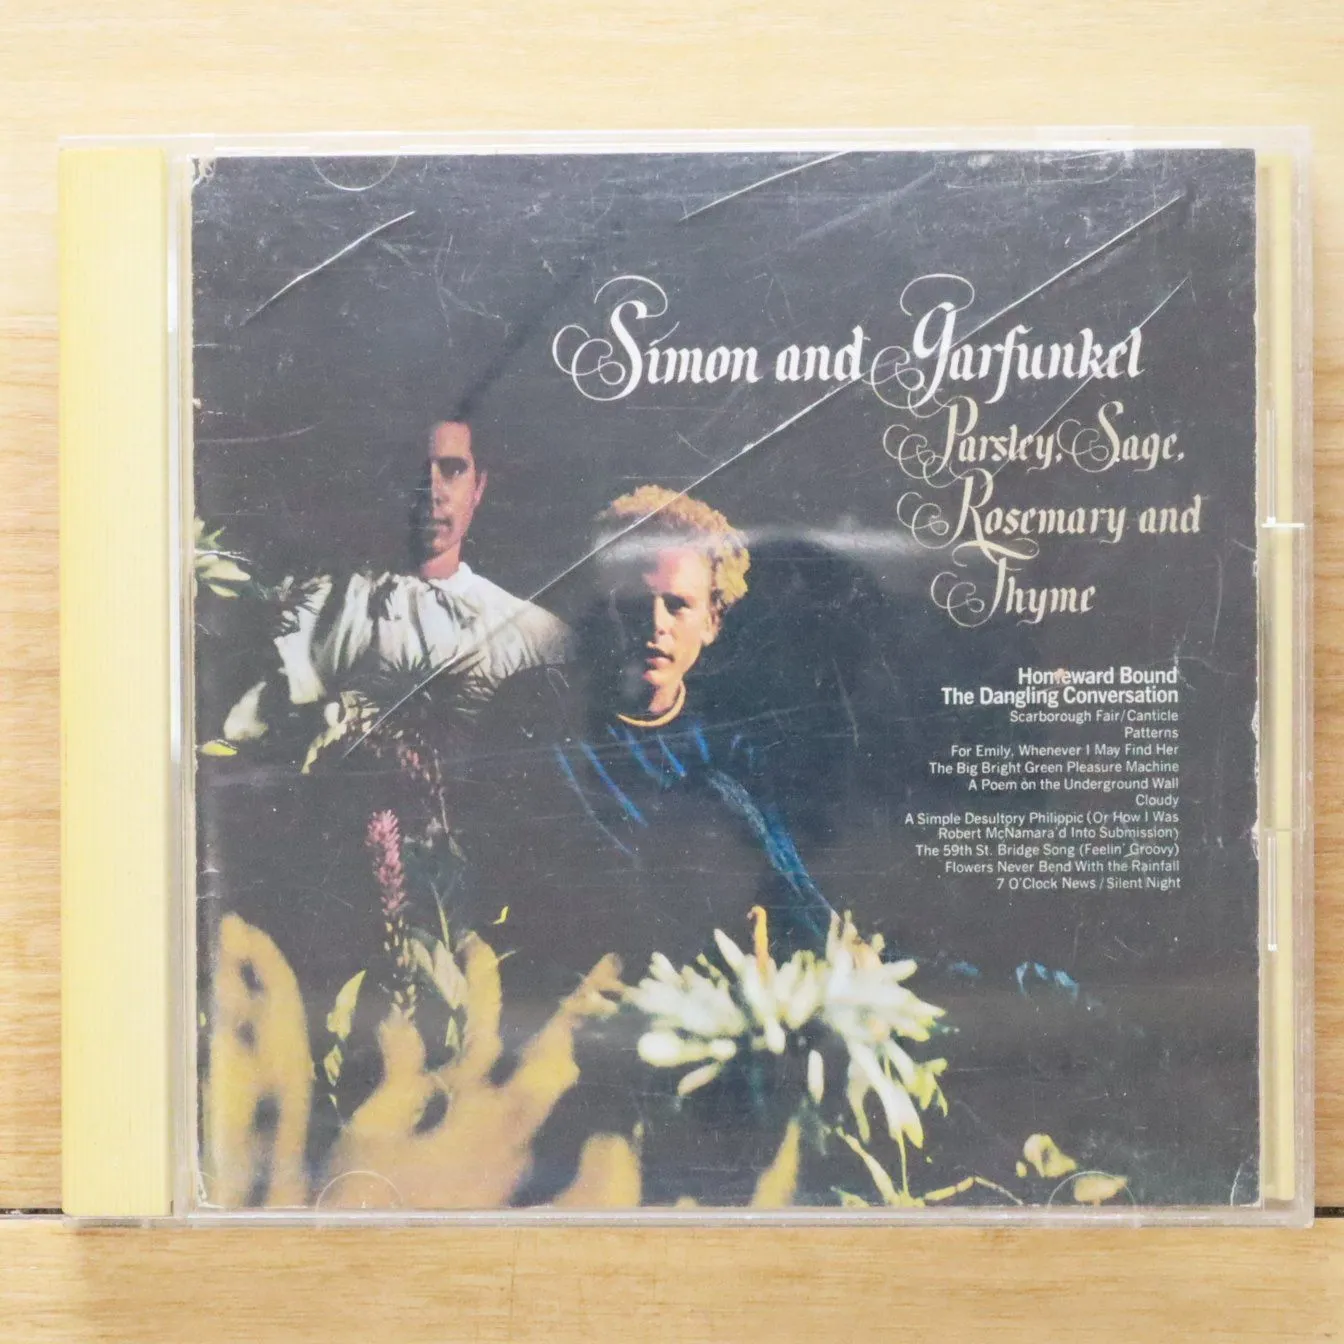 Simon and Garfunkel
Parsley, Sage,
Rosemary and
Thyme
Homeward Bound
The Dangling Conversation
Scarborough Fair/Canticle
Patterns
For Emily, Whenever I May Find Her
The Big Bright Green Pleasure Machine
A Poem on the Underground Wall
Cloudy
A Simple Desultory Philippic (Or How I Was
Robert McNamara'd Into Submission)
The 59th St. Bridge Song (Feelin' Groovy)
Flowers Never Bend With the Rainfall
7 O'Clock News/Silent Night